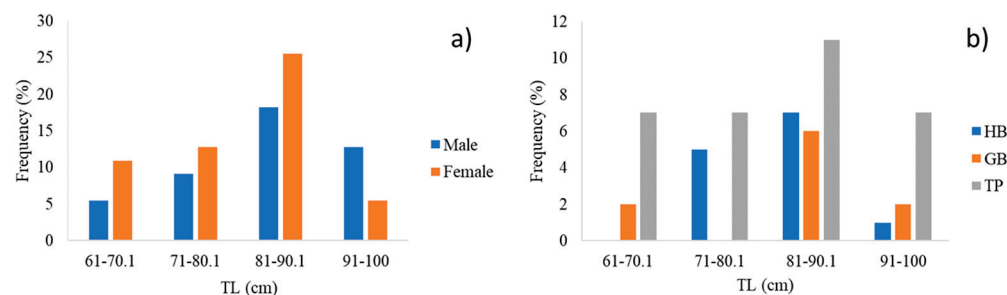 a)
Frequency (%)
30
25
20
15
10
5
0
61-70.1 71-80.1 81-90.1 91-100
TL (cm)
Male
Female
b)
Frequency (%)
12
10
8
6
4
2
0
61-70.1 71-80.1 81-90.1 91-100
TL (cm)
HB
GB
TP